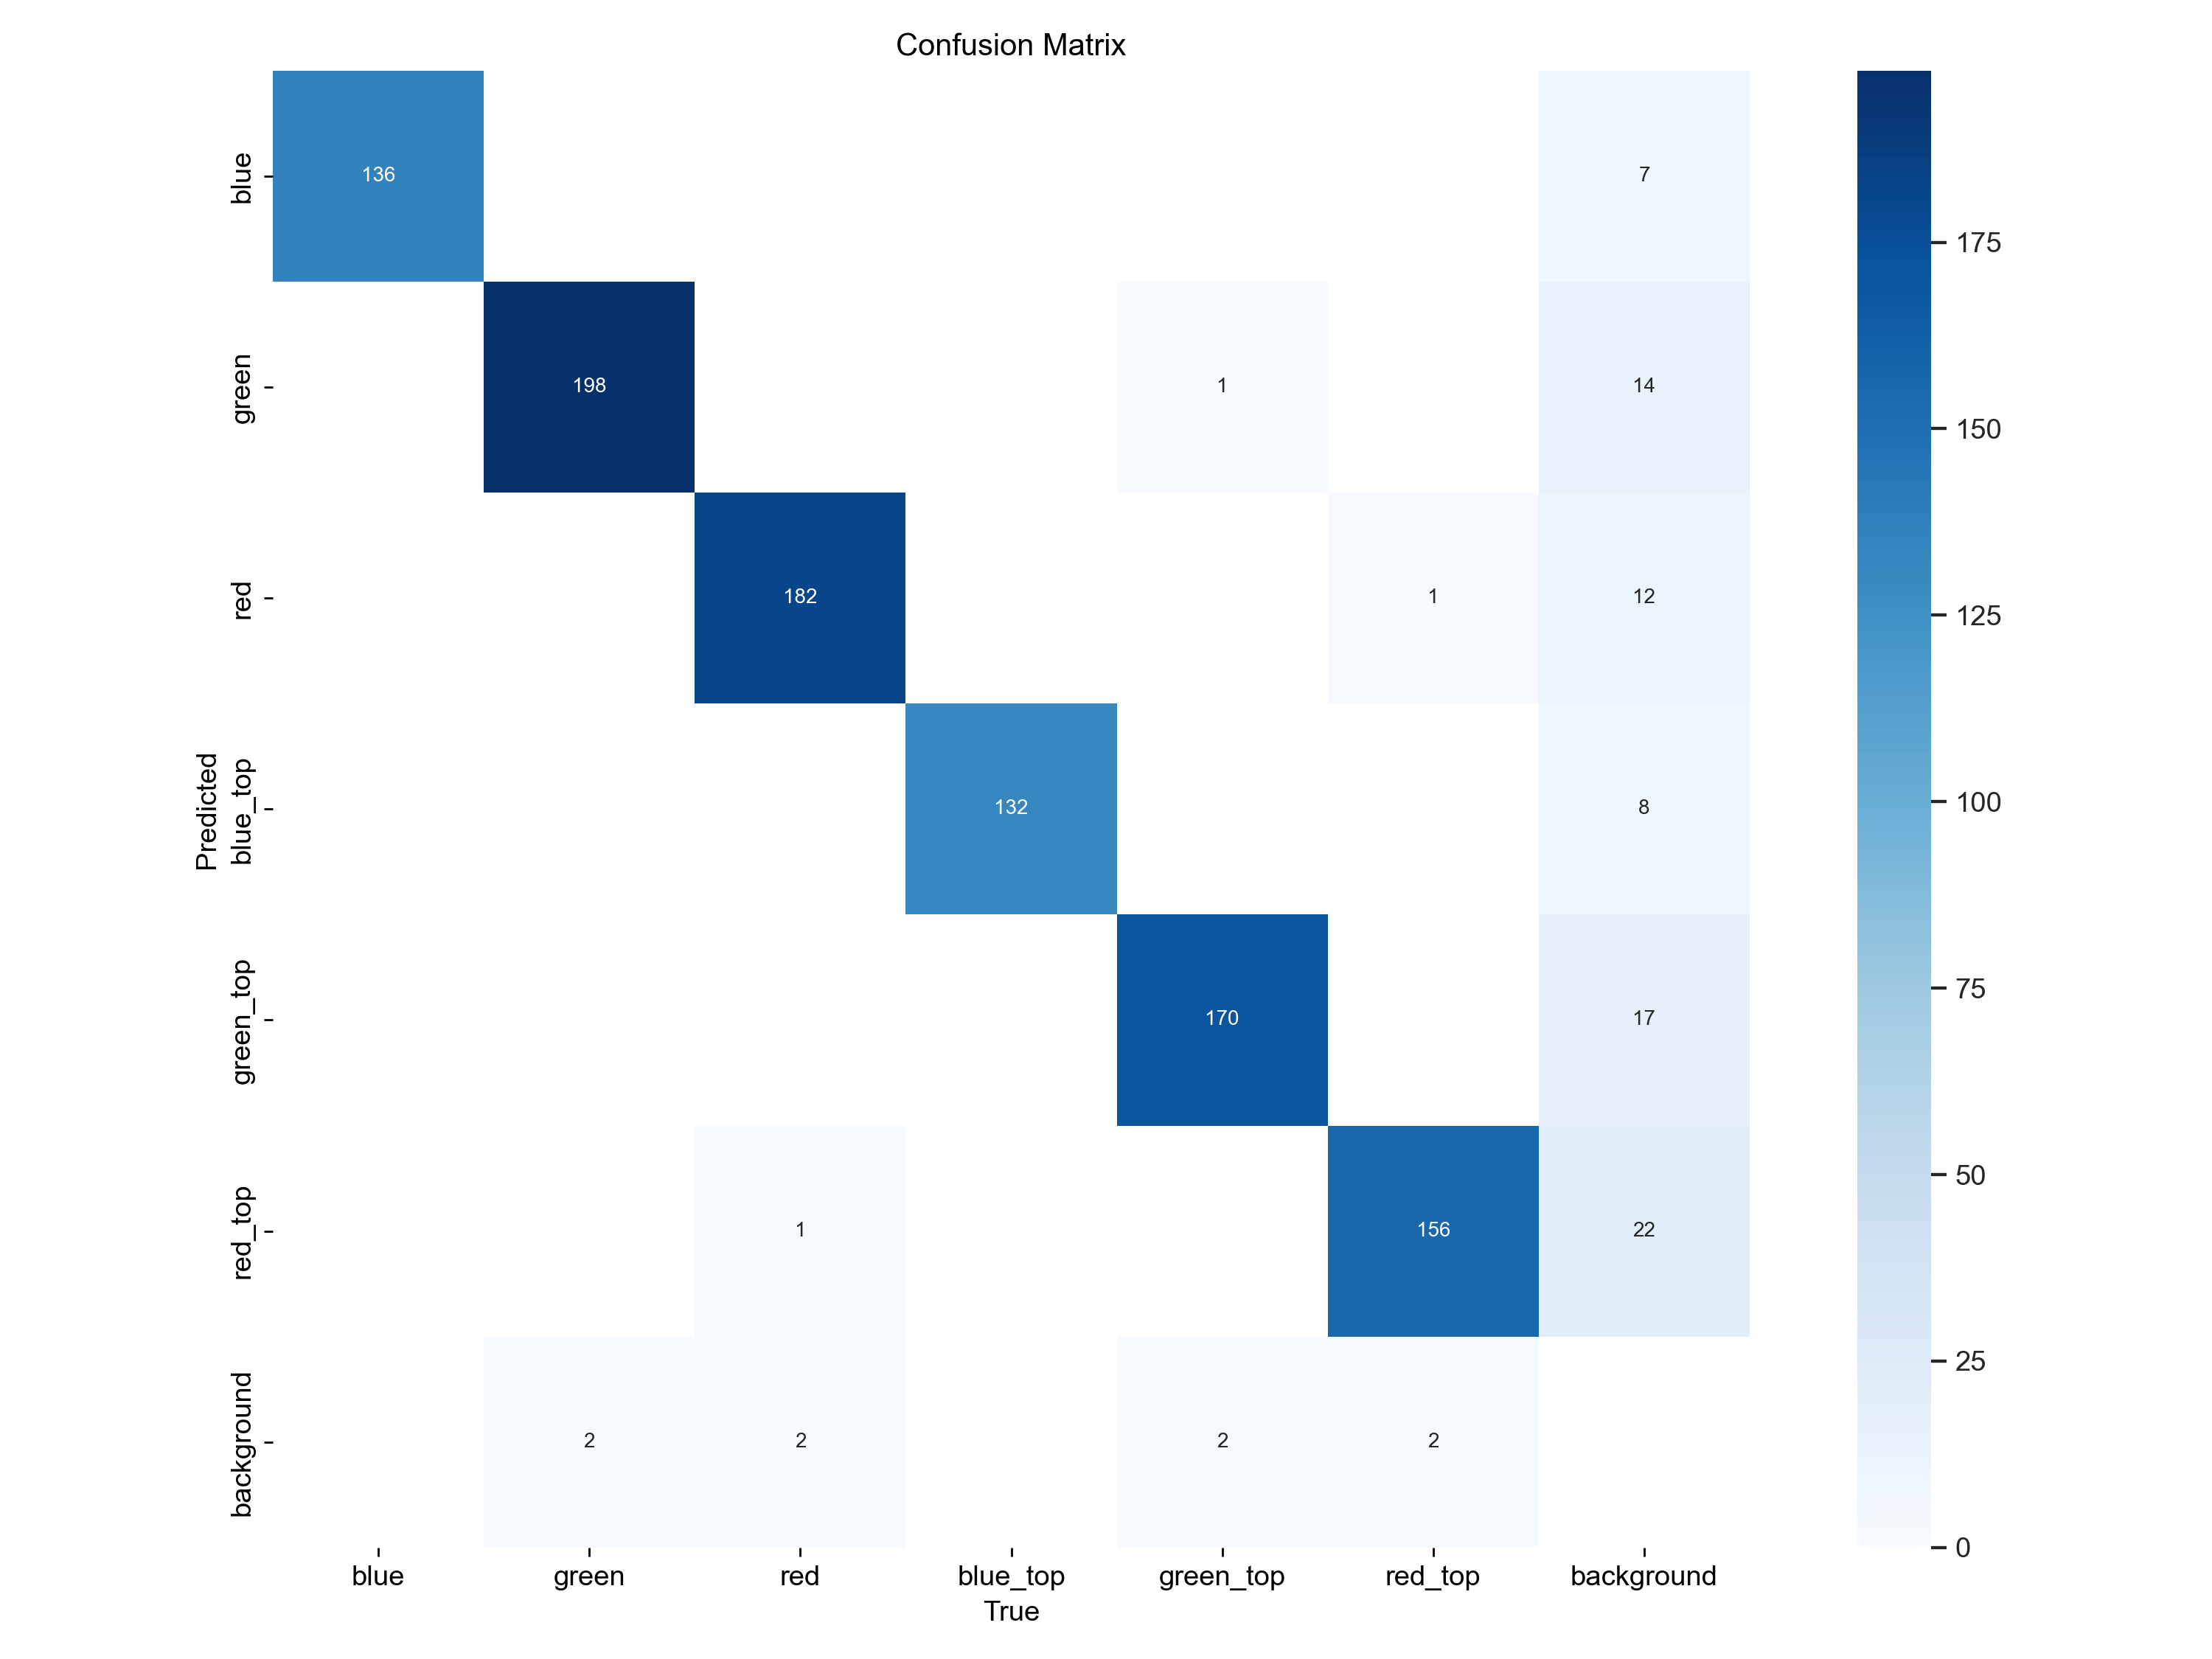 Confusion Matrix
Predicted
blue
136
7
green
198
1
14
red
182
1
12
blue_top
132
8
green_top
170
17
red_top
1
156
22
background
2
2
2
2
blue
green
red
blue_top
green_top
red_top
background
True
175
150
125
100
75
50
25
0